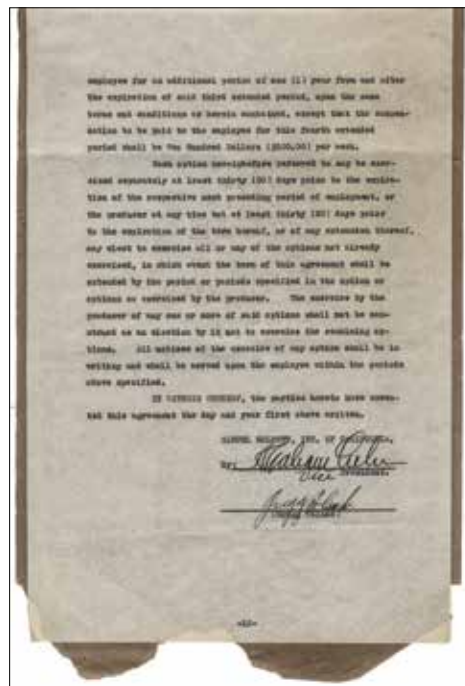 employee for an additional period of one (1) year from and after
the expiration of said third extended period, upon the same
terms and conditions as herein contained, except that the compen-
sation to be paid to the employee for this fourth extended
period shall be Hundred Dollars per week.
Each option hereinbefore referred to may be exer-
cised separately at least thirty (30) days prior to the expira-
tion of the respective next preceding period of employment, or
the producer at any time but at least thirty (30) days prior
to the expiration of the term hereof, or of any extension thereof,
may elect to exercise all or any of the options not already
exercised, in which event the term of this agreement shall be
extended by the period or periods specified in the option or
options so exercised by the producer. The exercise by the
producer of any one or more of said options shall not be con-
strued as an election by it not to exercise the remaining op-
tions. All notices of the exercise of any option shall be in
writing and shall be served upon the employee within the periods
above specified.
IN WITNESS WHEREOF, the parties hereto have execu-
ted this agreement the day and year first above written.
INC. OF CALIFORNIA,
By:
Vice President.